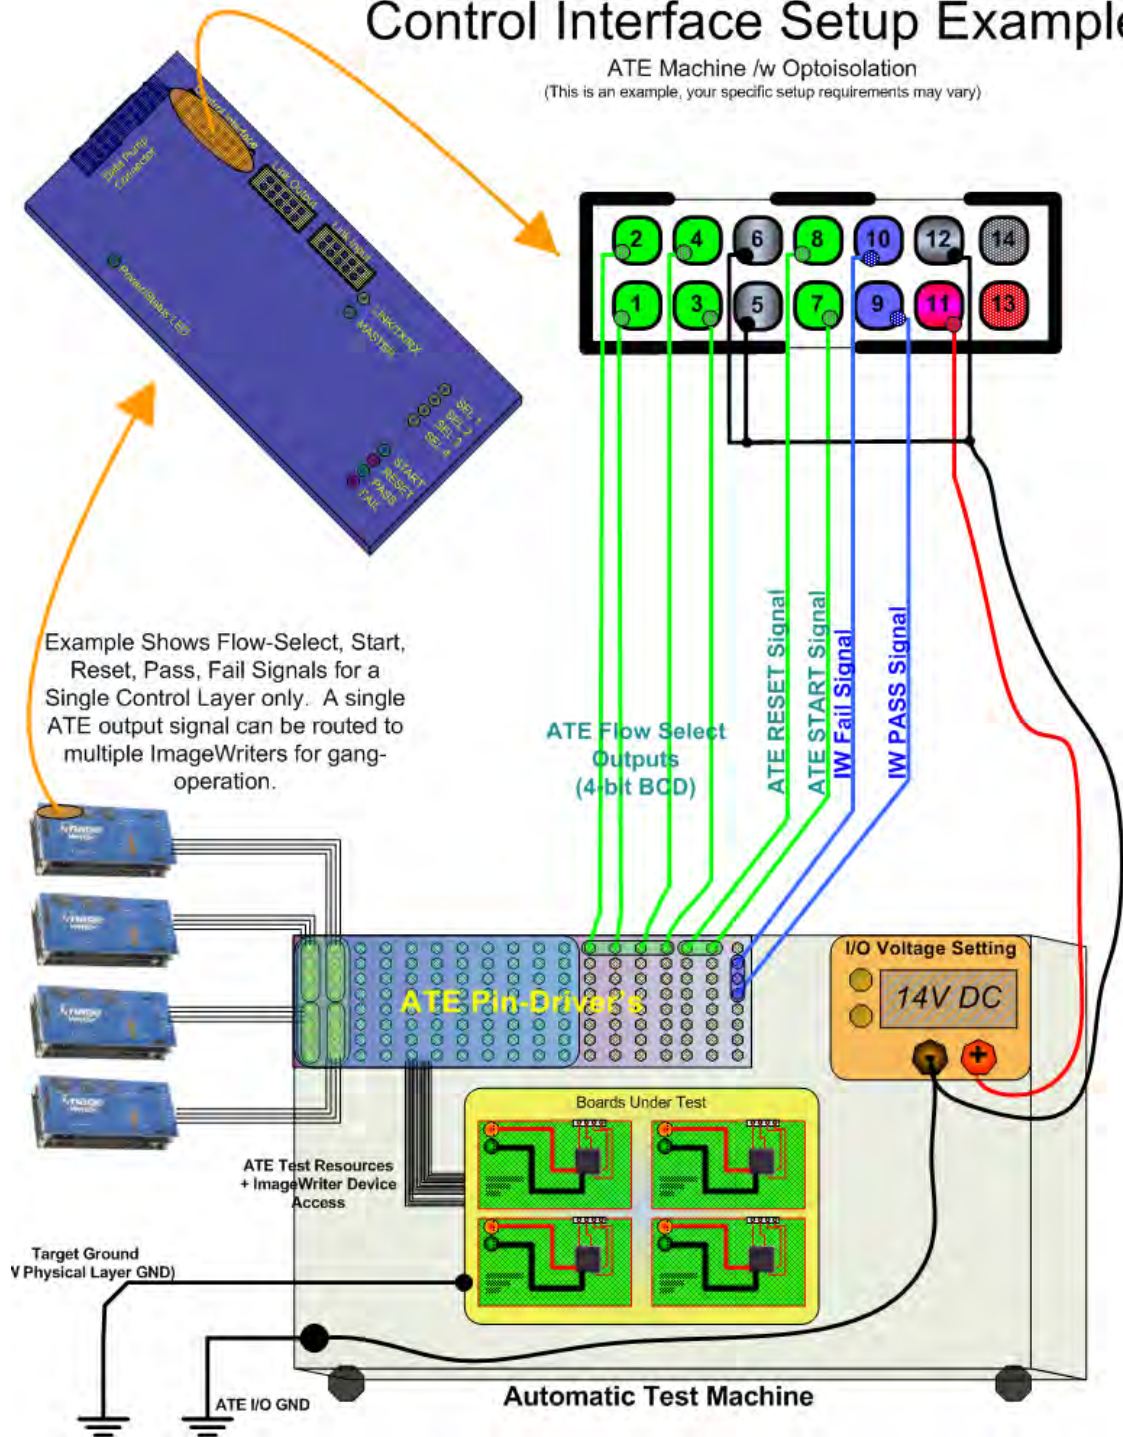 Control Interface Setup Example
ATE Machine /w Optoisolation
(This is an example, your specific setup requirements may vary)
Data Pump
Connector
Control Interface
Link Output
Link Input
Power/Status LED
LINK/TX/RX
MASTER
SEL 1
SEL 2
SEL 3
SEL 4
START
RESET
PASS
FAIL
2 4 6 8 10 12 14
1 3 5 7 9 11 13
Example Shows Flow-Select, Start,
Reset, Pass, Fail Signals for a
Single Control Layer only. A single
ATE output signal can be routed to
multiple ImageWriters for gang-
operation.
ATE Flow Select
Outputs
(4-bit BCD)
ATE RESET Signal
ATE START Signal
IW Fail Signal
IW PASS Signal
ATE Pin-Driver's
I/O Voltage Setting
14V DC
-
+
Boards Under Test
ATE Test Resources
+ ImageWriter Device
Access
Target Ground
Physical Layer GND)
ATE I/O GND
Automatic Test Machine